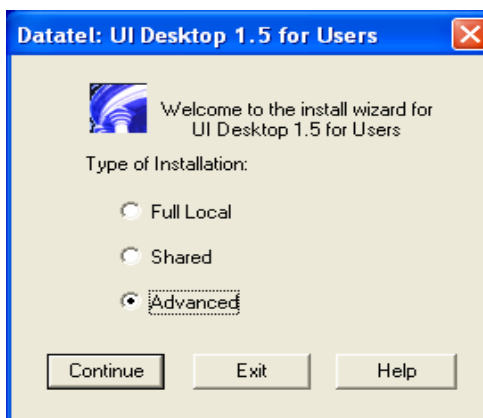 Datatel: UI Desktop 1.5 for Users
Welcome to the install wizard for
UI Desktop 1.5 for Users
Type of Installation:
Full Local
Shared
Advanced
Continue Exit Help